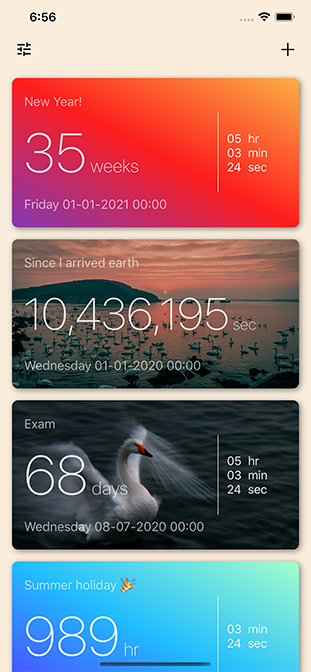 6:56
New Year!
35 weeks
05 hr
03 min
24 sec
Friday 01-01-2021 00:00
Since I arrived earth
10,436,195 sec
Wednesday 01-01-2020 00:00
Exam
68 days
05 hr
03 min
24 sec
Wednesday 08-07-2020 00:00
Summer holiday 🎉
989 hr
03 min
24 sec